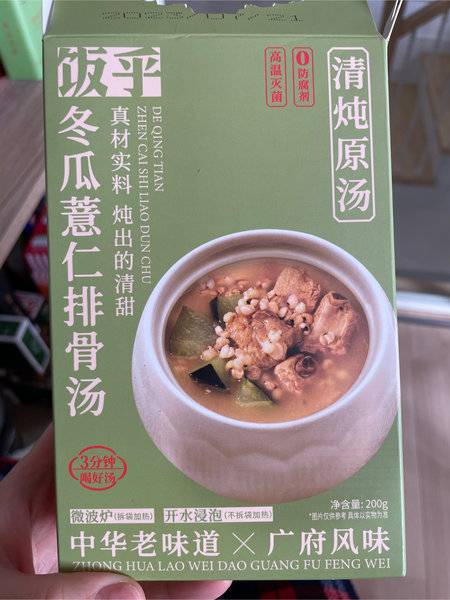 饭乎
冬瓜薏仁排骨汤
真材实料 炖出的清甜
ZHEN CAI SHI LIAO DUN CHU
DE QING TIAN
高温灭菌
0防腐剂
清炖原汤
3分钟
喝好汤
微波炉(拆袋加热) 开水浸泡(不拆袋加热)
净含量: 200g
*图片仅供参考 具体以实物为准
中华老味道 × 广府风味
ZHONG HUA LAO WEI DAO GUANG FU FENG WEI